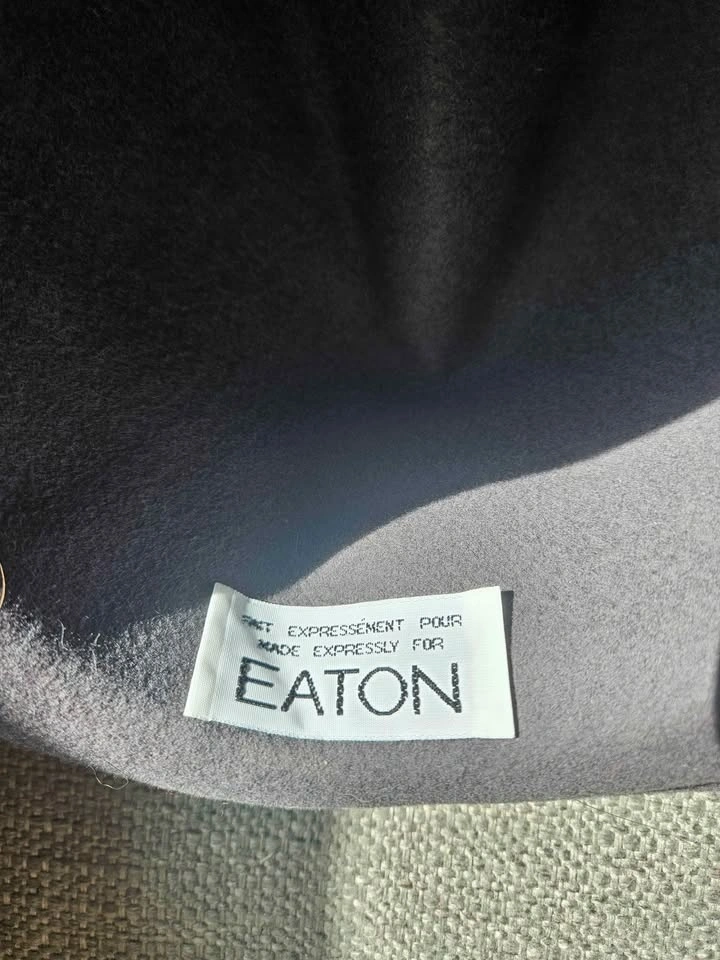 FAIT EXPRESSÉMENT POUR
MADE EXPRESSLY FOR
EATON